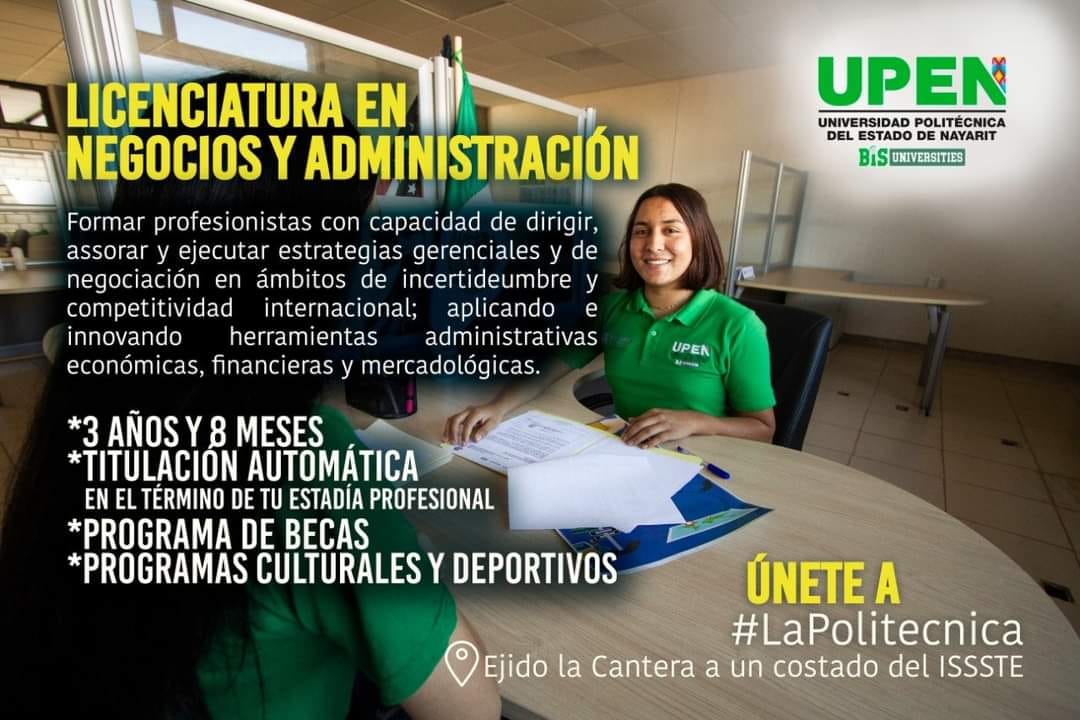 LICENCIATURA EN
NEGOCIOS Y ADMINISTRACIÓN
Formar profesionistas con capacidad de dirigir,
assorar y ejecutar estrategias gerenciales y de
negociación en ámbitos de incertideumbre y
competitividad internacional; aplicando e
innovando herramientas administrativas
económicas, financieras y mercadológicas.
*3 AÑOS Y 8 MESES
*TITULACIÓN AUTOMÁTICA
EN EL TÉRMINO DE TU ESTADÍA PROFESIONAL
*PROGRAMA DE BECAS
*PROGRAMAS CULTURALES Y DEPORTIVOS
UPEN
UNIVERSIDAD POLITÉCNICA
DEL ESTADO DE NAYARIT
BIS UNIVERSITIES
UPEN
ÚNETE A
#LaPolitecnica
Ejido la Cantera a un costado del ISSSTE